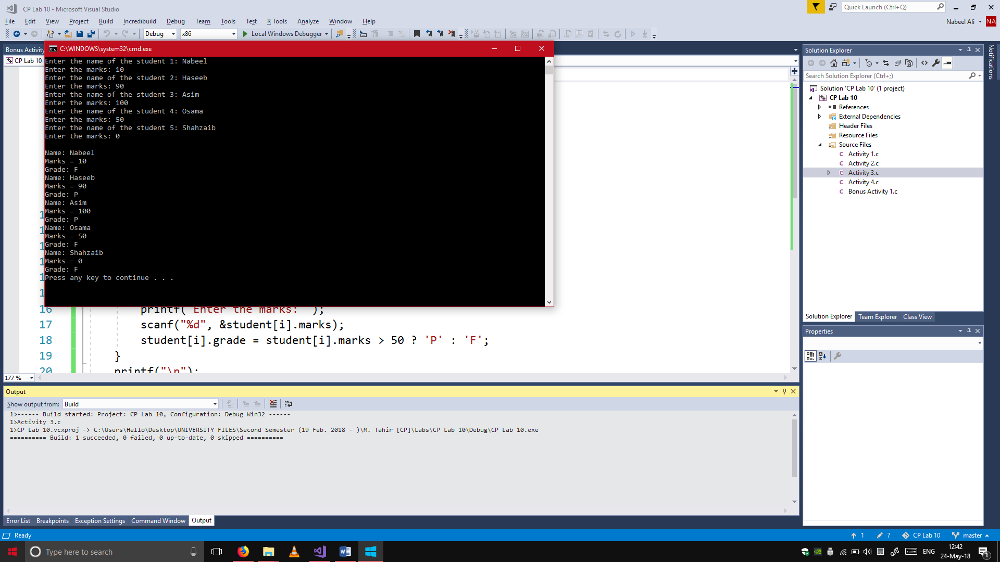 CP Lab 10 - Microsoft Visual Studio
Quick Launch (Ctrl+Q)
File Edit View Project Build Incredibuild Debug Team Tools Test R Tools Analyze Window Help
Nabeel Ali NA
Debug x86 Local Windows Debugger
Bonus Activity
CP Lab 10
C:\WINDOWS\system32\cmd.exe
Enter the name of the student 1: Nabeel
Enter the marks: 10
Enter the name of the student 2: Haseeb
Enter the marks: 90
Enter the name of the student 3: Asim
Enter the marks: 100
Enter the name of the student 4: Osama
Enter the marks: 50
Enter the name of the student 5: Shahzaib
Enter the marks: 0
Name: Nabeel
Marks = 10
Grade: F
Name: Haseeb
Marks = 90
Grade: P
Name: Asim
Marks = 100
Grade: P
Name: Osama
Marks = 50
Grade: F
Name: Shahzaib
Marks = 0
Grade: F
Press any key to continue . . .
16 printf("Enter the marks: ");
17 scanf("%d", &student[i].marks);
18 student[i].grade = student[i].marks > 50 ? 'P' : 'F';
19 }
20 printf("\n");
177 %
Output
Show output from: Build
1>------ Build started: Project: CP Lab 10, Configuration: Debug Win32 ------
1>Activity 3.c
1>CP Lab 10.vcxproj -> C:\Users\Hello\Desktop\UNIVERSITY FILES\Second Semester (19 Feb. 2018 - )\M. Tahir [CP]\Labs\CP Lab 10\Debug\CP Lab 10.exe
========== Build: 1 succeeded, 0 failed, 0 up-to-date, 0 skipped ==========
Error List Breakpoints Exception Settings Command Window Output
Solution Explorer
Search Solution Explorer (Ctrl+;)
Solution 'CP Lab 10' (1 project)
CP Lab 10
References
External Dependencies
Header Files
Resource Files
Source Files
Activity 1.c
Activity 2.c
Activity 3.c
Activity 4.c
Bonus Activity 1.c
Solution Explorer Team Explorer Class View
Properties
Notifications
Ready
1 7 CP Lab 10 master
Type here to search
ENG
12:42
24-May-18
1